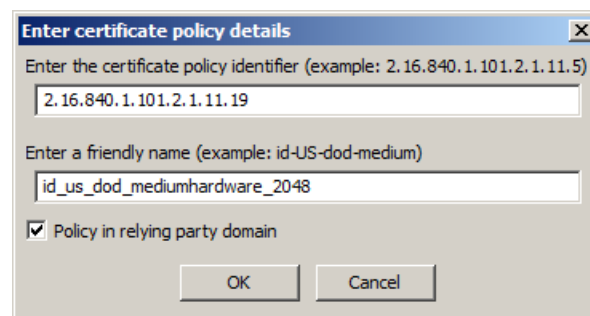 Enter certificate policy details
Enter the certificate policy identifier (example: 2.16.840.1.101.2.1.11.5)
2.16.840.1.101.2.1.11.19
Enter a friendly name (example: id-US-dod-medium)
id_us_dod_mediumhardware_2048
Policy in relying party domain
OK Cancel